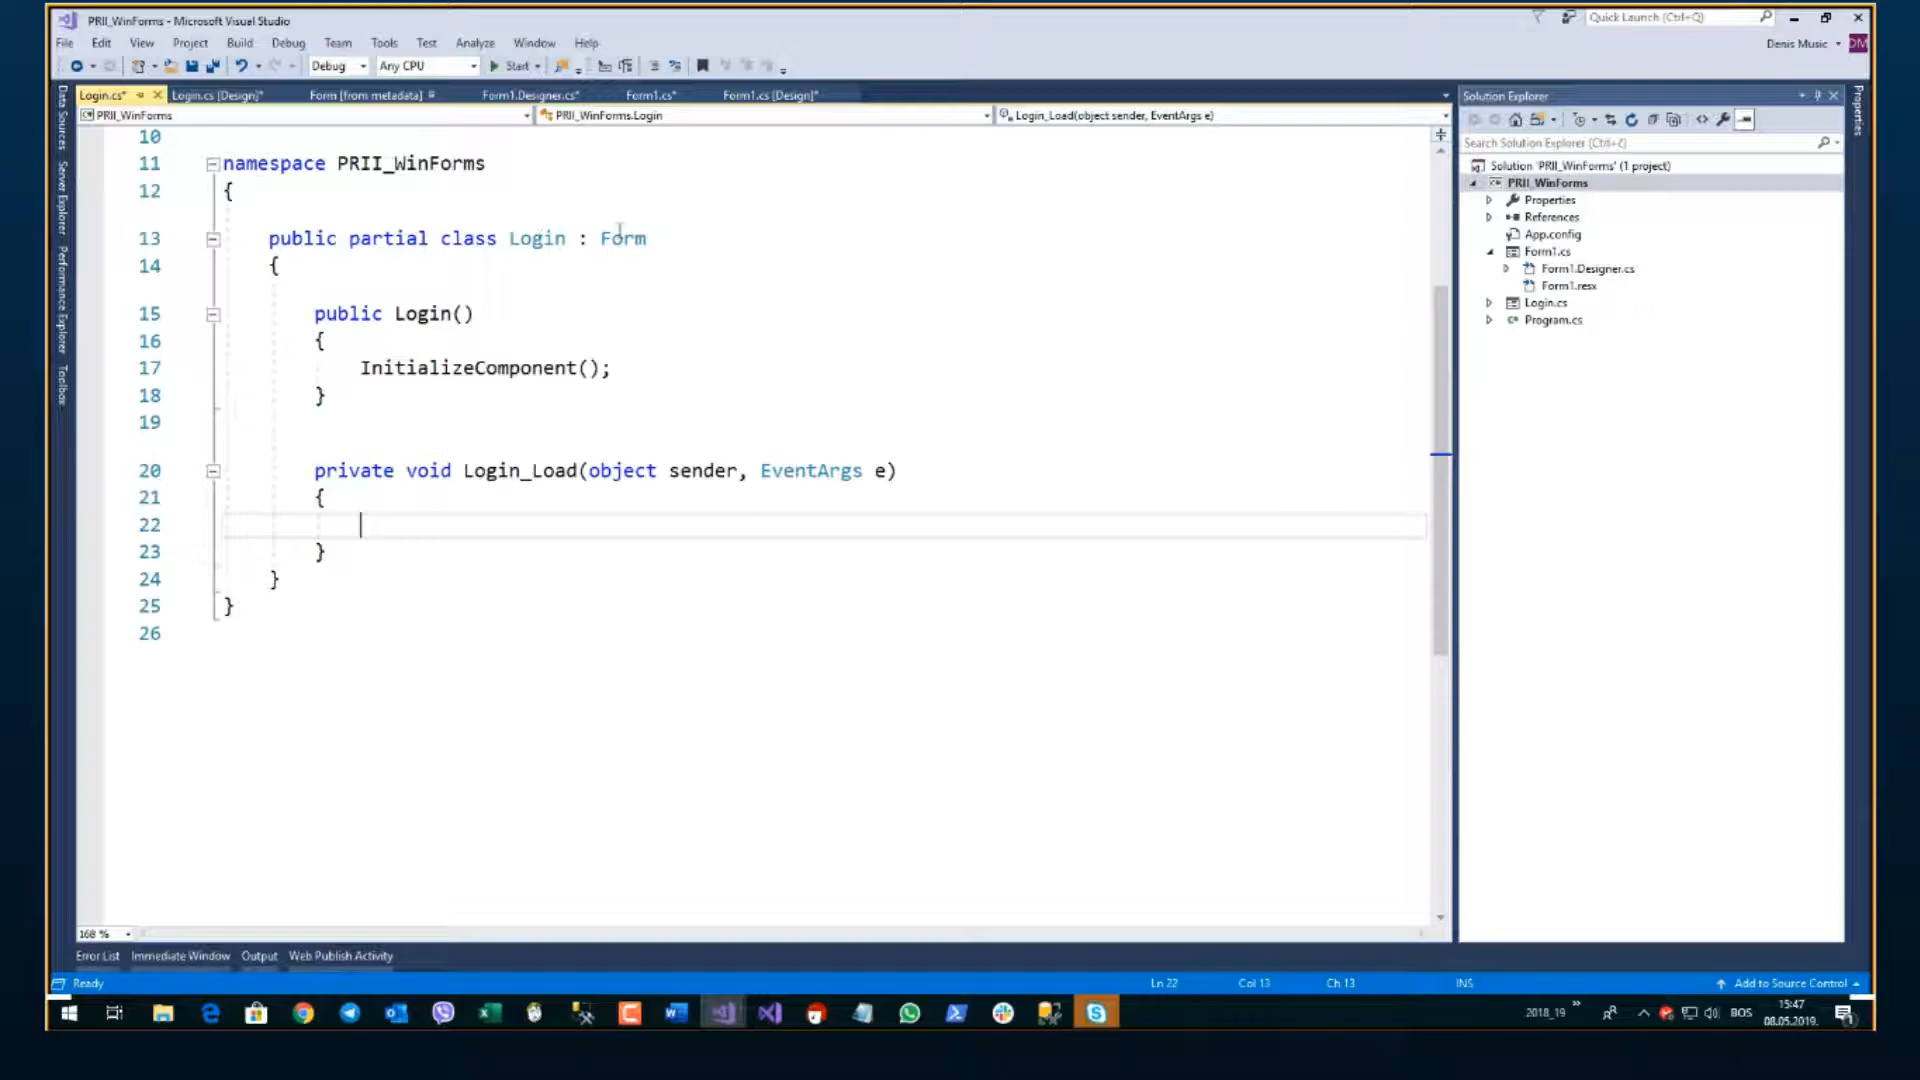 PRII_WinForms - Microsoft Visual Studio
Quick Launch (Ctrl+Q)
File Edit View Project Build Debug Team Tools Test Analyze Window Help
Denis Music DM
Debug Any CPU Start
Login.cs* Login.cs [Design]* Form [from metadata] Form1.Designer.cs* Form1.cs* Form1.cs [Design]*
Solution Explorer
PRII_WinForms PRII_WinForms.Login Login_Load(object sender, EventArgs e)
Search Solution Explorer (Ctrl+ć)
Solution 'PRII_WinForms' (1 project)
PRII_WinForms
Properties
References
App.config
Form1.cs
Form1.Designer.cs
Form1.resx
Login.cs
Program.cs
Data Sources
Server Explorer
Performance Explorer
Toolbox
Properties
10
11 namespace PRII_WinForms
12 {
13 public partial class Login : Form
14 {
15 public Login()
16 {
17 InitializeComponent();
18 }
19
20 private void Login_Load(object sender, EventArgs e)
21 {
22
23 }
24 }
25 }
26
168 %
Error List Immediate Window Output Web Publish Activity
Ready Ln 22 Col 13 Ch 13 INS Add to Source Control
2018_19 BOS 15:47
08.05.2019.